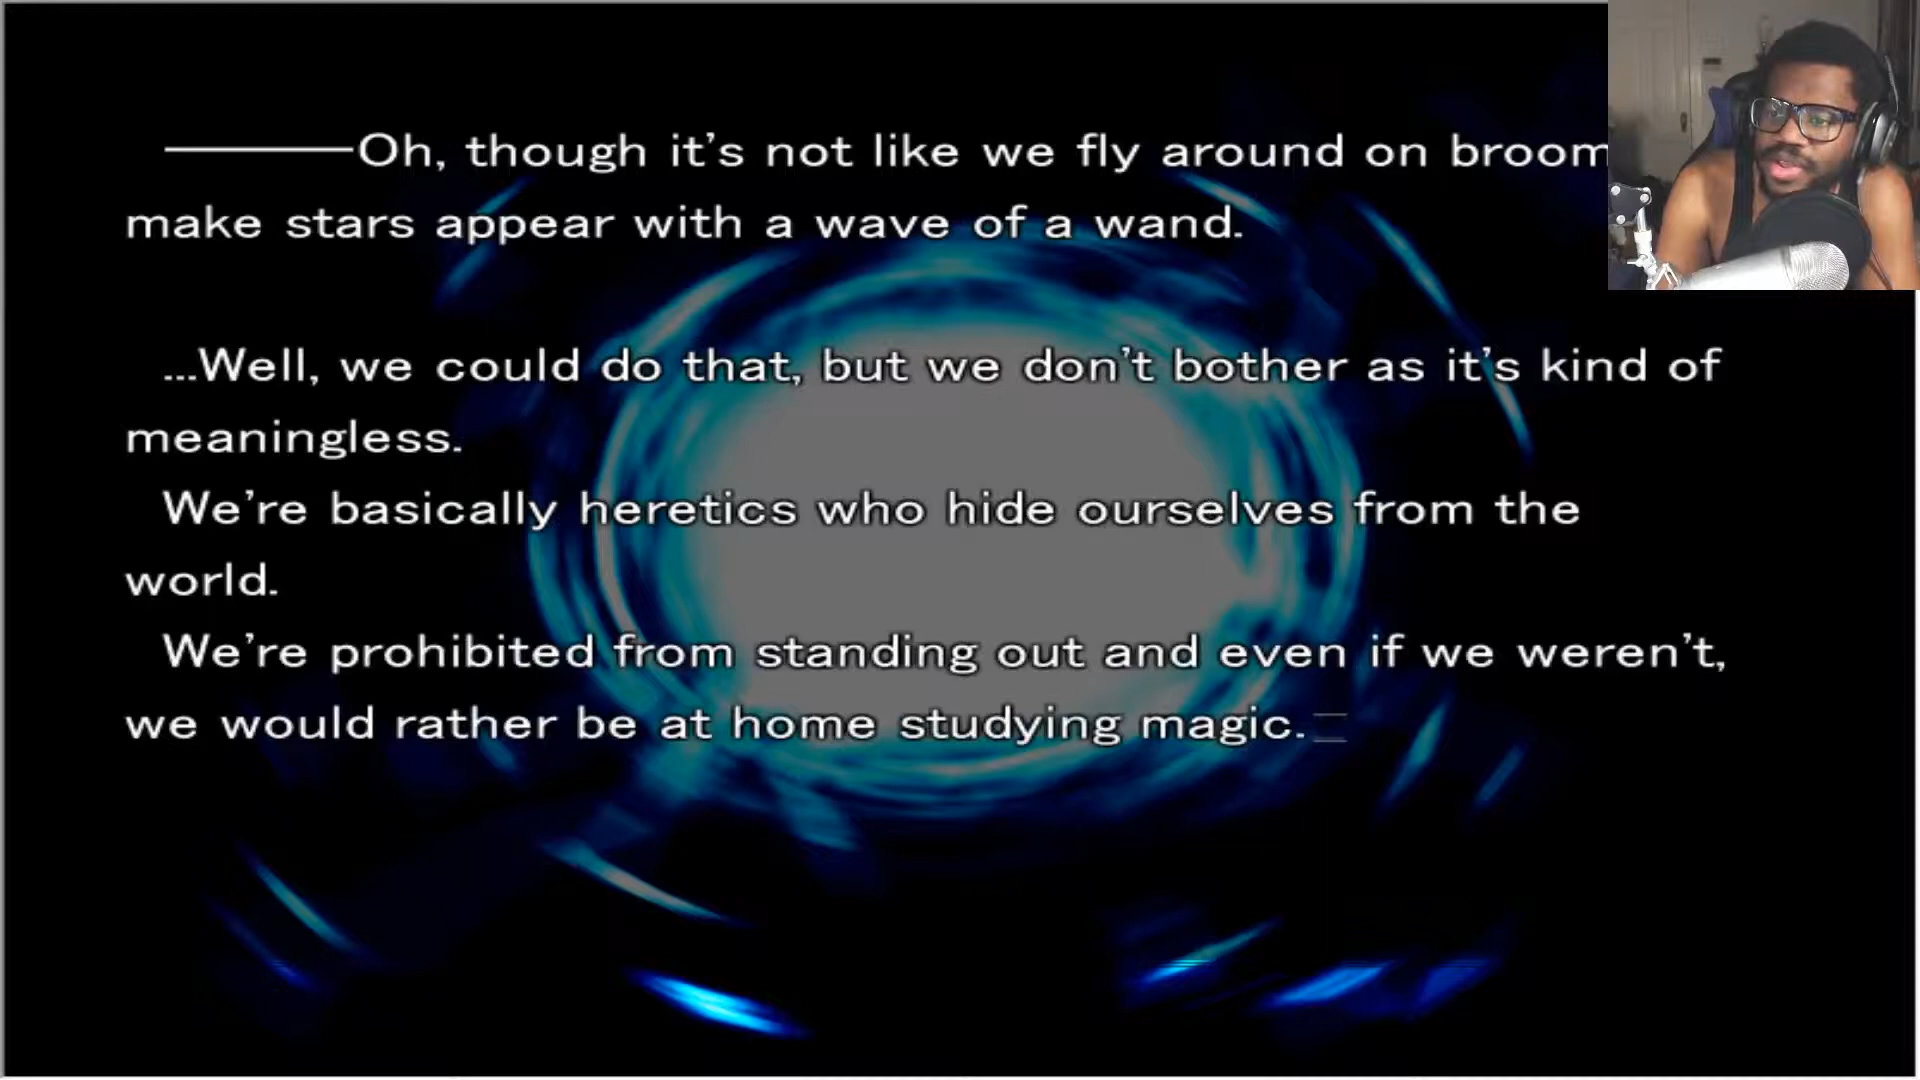 ————Oh, though it's not like we fly around on broom
make stars appear with a wave of a wand.
...Well, we could do that, but we don't bother as it's kind of
meaningless.
We're basically heretics who hide ourselves from the
world.
We're prohibited from standing out and even if we weren't,
we would rather be at home studying magic.